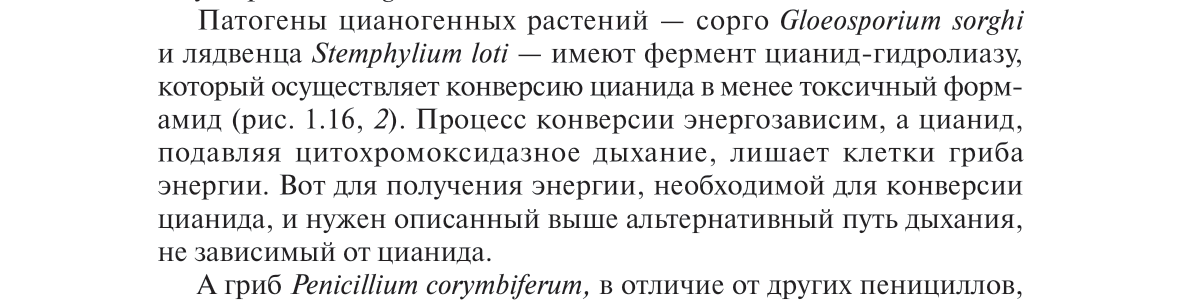 Патогены цианогенных растений — сорго Gloeosporium sorghi
и лядвенца Stemphylium loti — имеют фермент цианид-гидролиазу,
который осуществляет конверсию цианида в менее токсичный форм-
амид (рис. 1.16, 2). Процесс конверсии энергозависим, а цианид,
подавляя цитохромоксидазное дыхание, лишает клетки гриба
энергии. Вот для получения энергии, необходимой для конверсии
цианида, и нужен описанный выше альтернативный путь дыхания,
не зависимый от цианида.
А гриб Penicillium corymbiferum, в отличие от других пенициллов,